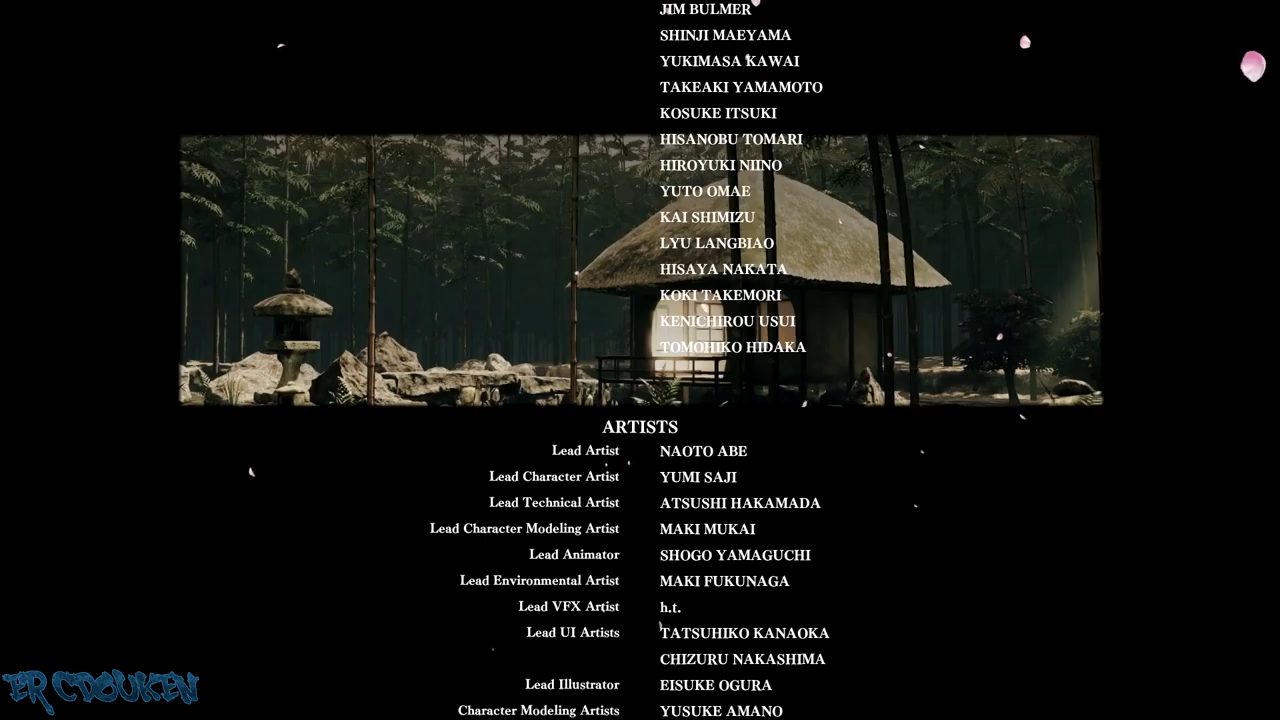 JIM BULMER
SHINJI MAEYAMA
YUKIMASA KAWAI
TAKEAKI YAMAMOTO
KOSUKE ITSUKI
HISANOBU TOMARI
HIROYUKI NIINO
YUTO OMAE
KAI SHIMIZU
LYU LANGBIAO
HISAYA NAKATA
KOKI TAKEMORI
KENICHIROU USUI
TOMOHIKO HIDAKA
ARTISTS
Lead Artist NAOTO ABE
Lead Character Artist YUMI SAJI
Lead Technical Artist ATSUSHI HAKAMADA
Lead Character Modeling Artist MAKI MUKAI
Lead Animator SHOGO YAMAGUCHI
Lead Environmental Artist MAKI FUKUNAGA
Lead VFX Artist h.t.
Lead UI Artists TATSUHIKO KANAOKA
CHIZURU NAKASHIMA
Lead Illustrator EISUKE OGURA
Character Modeling Artists YUSUKE AMANO
ER CDOUKEN